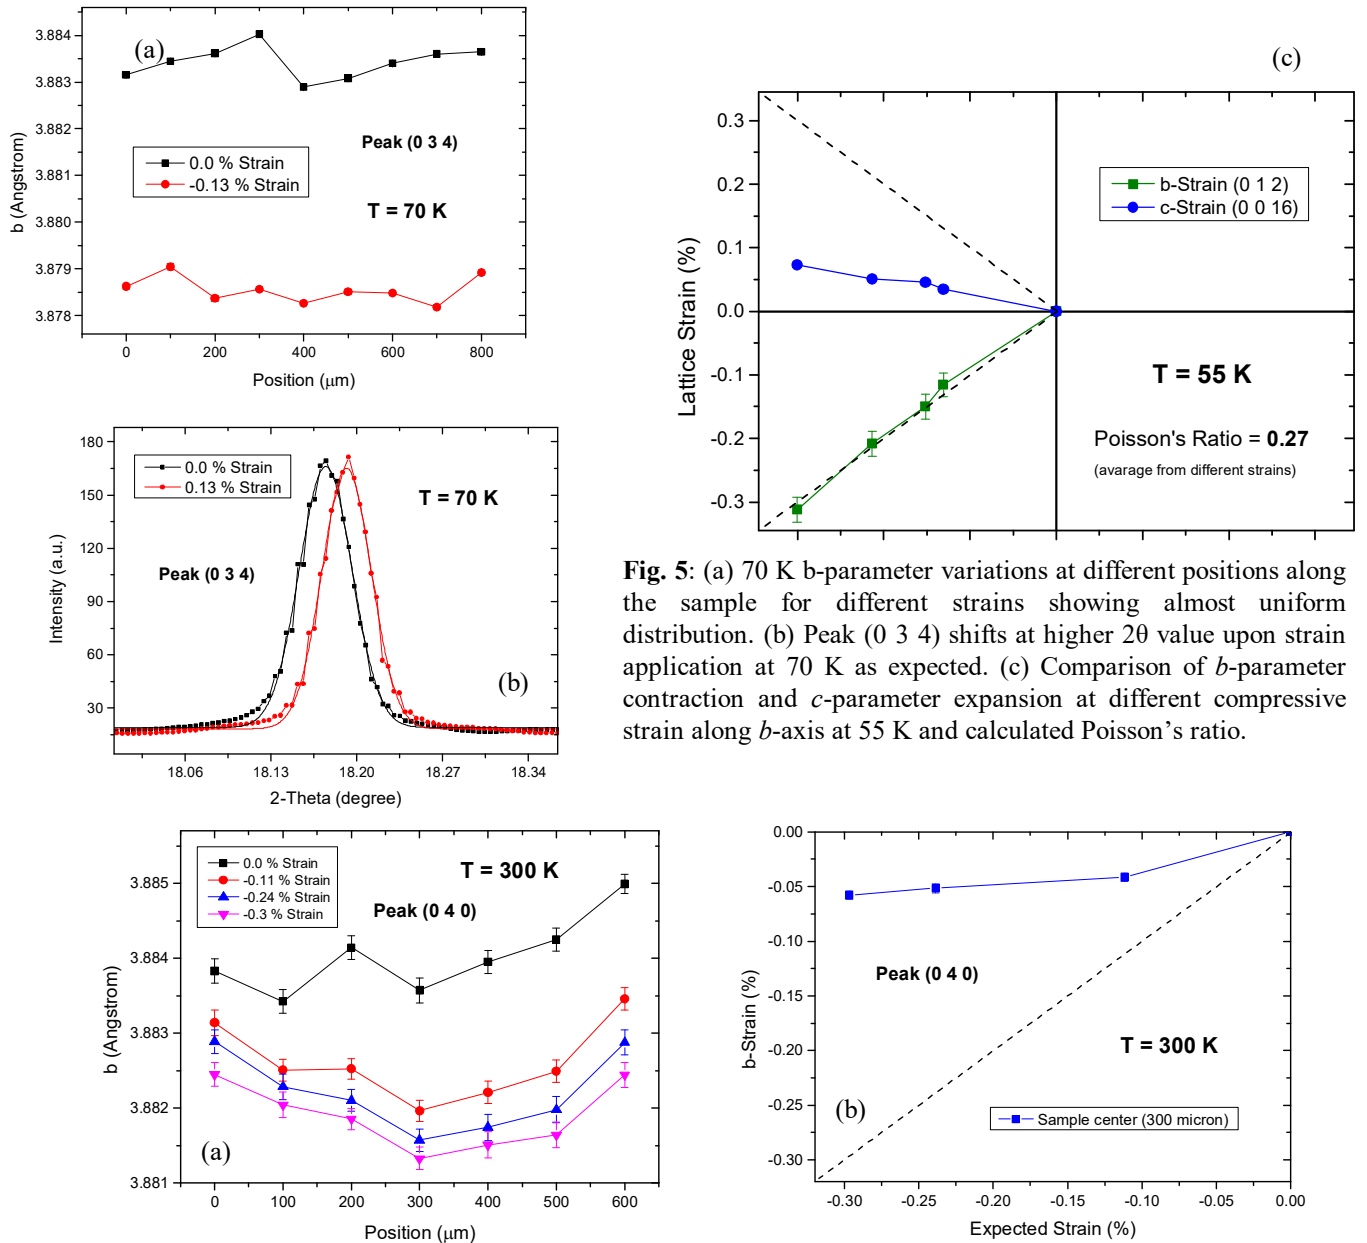 (a)
3.884
3.883
3.882
3.881
3.880
3.879
3.878
b (Angstrom)
Peak (0 3 4)
0.0 % Strain
-0.13 % Strain
T = 70 K
0 200 400 600 800
Position (μm)
180
150
120
90
60
30
Intensity (a.u.)
0.0 % Strain
0.13 % Strain
T = 70 K
Peak (0 3 4)
(b)
18.06 18.13 18.20 18.27 18.34
2-Theta (degree)
(c)
0.3
0.2
0.1
0.0
-0.1
-0.2
-0.3
Lattice Strain (%)
b-Strain (0 1 2)
c-Strain (0 0 16)
T = 55 K
Poisson's Ratio = 0.27
(avarage from different strains)
Fig. 5: (a) 70 K b-parameter variations at different positions along
the sample for different strains showing almost uniform
distribution. (b) Peak (0 3 4) shifts at higher 2θ value upon strain
application at 70 K as expected. (c) Comparison of b-parameter
contraction and c-parameter expansion at different compressive
strain along b-axis at 55 K and calculated Poisson’s ratio.
3.885
3.884
3.883
3.882
3.881
b (Angstrom)
0.0 % Strain
-0.11 % Strain
-0.24 % Strain
-0.3 % Strain
T = 300 K
Peak (0 4 0)
(a)
0 100 200 300 400 500 600
Position (μm)
0.00
-0.05
-0.10
-0.15
-0.20
-0.25
-0.30
b-Strain (%)
Peak (0 4 0)
T = 300 K
(b)
Sample center (300 micron)
-0.30 -0.25 -0.20 -0.15 -0.10 -0.05 0.00
Expected Strain (%)